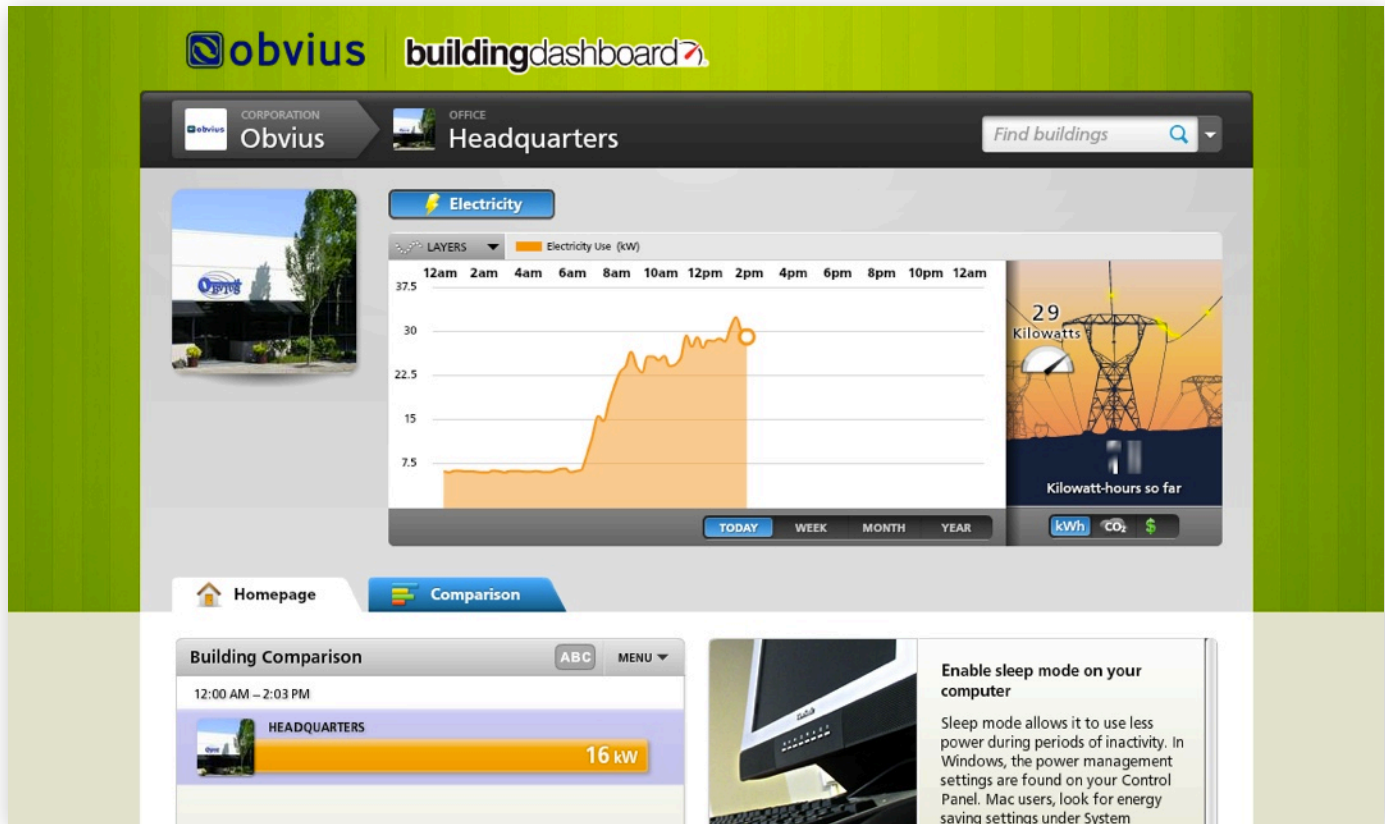 obvius
buildingdashboard
CORPORATION
Obvius
obvius
OFFICE
Headquarters
Find buildings
Electricity
Obvius
LAYERS
Electricity Use (kW)
12am 2am 4am 6am 8am 10am 12pm 2pm 4pm 6pm 8pm 10pm 12am
37.5
30
22.5
15
7.5
29
Kilowatts
Kilowatt-hours so far
TODAY WEEK MONTH YEAR
kWh CO₂ $
Homepage
Comparison
Building Comparison
ABC
MENU
12:00 AM – 2:03 PM
HEADQUARTERS
16 kW
Enable sleep mode on your
computer
Sleep mode allows it to use less
power during periods of inactivity. In
Windows, the power management
settings are found on your Control
Panel. Mac users, look for energy
saving settings under System